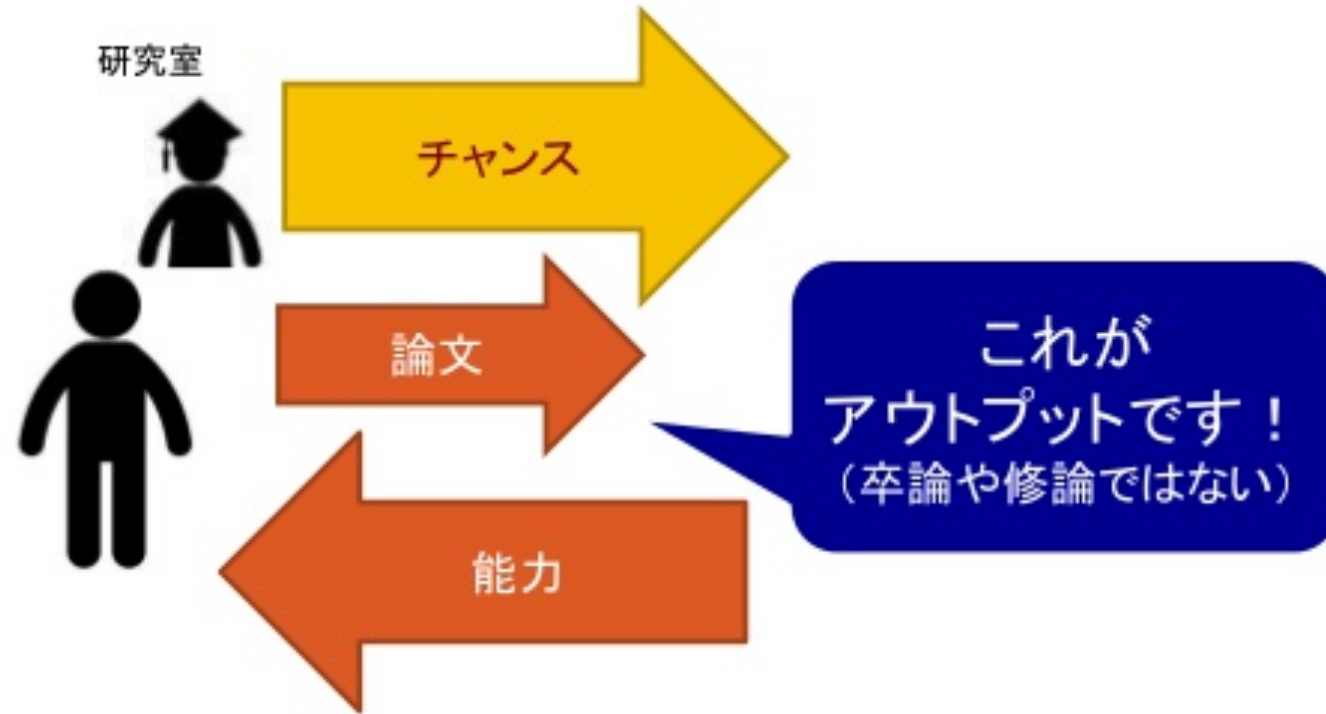 研究室
チャンス
論文
これが
アウトプットです！
（卒論や修論ではない）
能力